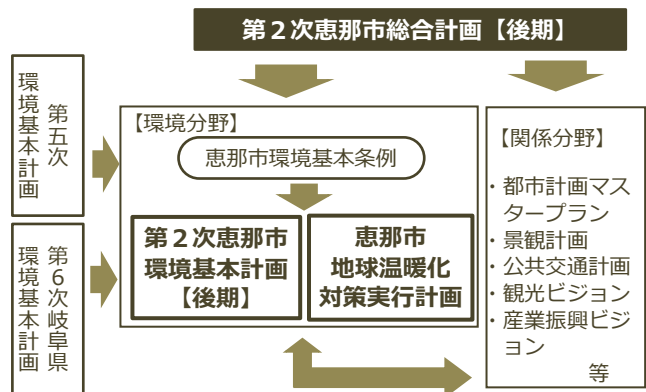 第２次恵那市総合計画【後期】
第五次
環境基本計画
第６次岐阜県
環境基本計画
【環境分野】
恵那市環境基本条例
第２次恵那市
環境基本計画
【後期】
恵那市
地球温暖化
対策実行計画
【関係分野】
・都市計画マス
タープラン
・景観計画
・公共交通計画
・観光ビジョン
・産業振興ビジ
ョン
等